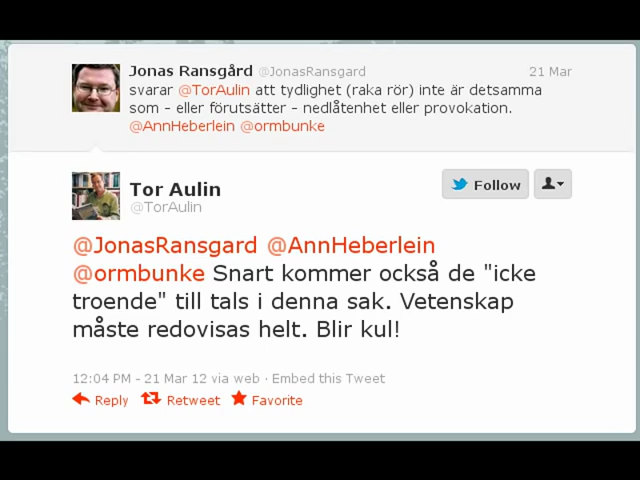 Jonas Ransgård @JonasRansgard 21 Mar
svarar @TorAulin att tydlighet (raka rör) inte är detsamma
som - eller förutsätter - nedlåtenhet eller provokation.
@AnnHeberlein @ormbunke
Tor Aulin
@TorAulin
Follow
@JonasRansgard @AnnHeberlein
@ormbunke Snart kommer också de "icke
troende" till tals i denna sak. Vetenskap
måste redovisas helt. Blir kul!
12:04 PM - 21 Mar 12 via web · Embed this Tweet
Reply Retweet Favorite